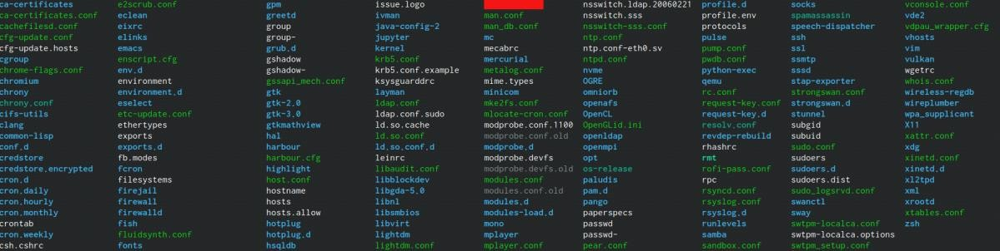 ca-certificates e2scrub.conf gpm issue.logo nsswitch.ldap.20060221 profile.d socks vconsole.conf
ca-certificates.conf eclean greetd ivman man.conf nsswitch.sss profile.env spamassassin vde2
cachefilesd.conf eixrc group java-config-2 man_db.conf nsswitch-sss.conf protocols speech-dispatcher vdpau_wrapper.cfg
cfg-update.conf elinks group- jupyter mc ntp.conf pulse ssh vhosts
cfg-update.hosts emacs grub.d kernel mecabrc ntp.conf-eth0.sv pump.conf ssl vim
cgroup enscript.cfg gshadow krb5.conf mercurial ntpd.conf pwdb.conf ssmtp vulkan
chrome-flags.conf env.d gshadow- krb5.conf.example metalog.conf nvme python-exec sssd wgetrc
chromium environment gssapi_mech.conf ksysguarddrc mime.types OGRE qemu stap-exporter whois.conf
chrony environment.d gtk layman minicom omniorb rc.conf strongswan.conf wireless-regdb
chrony.conf eselect gtk-2.0 ldap.conf mke2fs.conf openafs request-key.conf strongswan.d wireplumber
cifs-utils etc-update.conf gtk-3.0 ldap.conf.sudo mlocate-cron.conf OpenCL request-key.d stunnel wpa_supplicant
clang ethertypes gtkmathview ld.so.cache modprobe.conf.1100 OpenGLid.ini resolv.conf subgid X11
common-lisp exports hal ld.so.conf modprobe.conf.old openldap revdep-rebuild subuid xattr.conf
conf.d exports.d harbour ld.so.conf.d modprobe.d openmpi rhashrc sudo.conf xdg
credstore fb.modes harbour.cfg leinrc modprobe.devfs opt rmt sudoers xinetd.conf
credstore.encrypted fcron highlight libaudit.conf modprobe.devfs.old os-release rofi-pass.conf sudoers.d xinetd.d
cron.d filesystems host.conf libblockdev modules.conf paludis rpc sudoers.dist xl2tpd
cron.daily firejail hostname libgda-5.0 modules.conf.old pam.d rsyncd.conf sudo_logsrvd.conf xml
cron.hourly firewall hosts libnl modules.d pango rsyslog.conf swanctl xrootd
cron.monthly firewalld hosts.allow libsmbios modules-load.d paperspecs rsyslog.d sway xtables.conf
crontab fish hotplug libvirt mono passwd runlevels swtpm-localca.conf zsh
cron.weekly fluidsynth.conf hotplug.d lightdm mplayer passwd- samba swtpm-localca.options
csh.cshrc fonts hsqldb lightdm.conf mplayer.conf pear.conf sandbox.conf swtpm_setup.conf